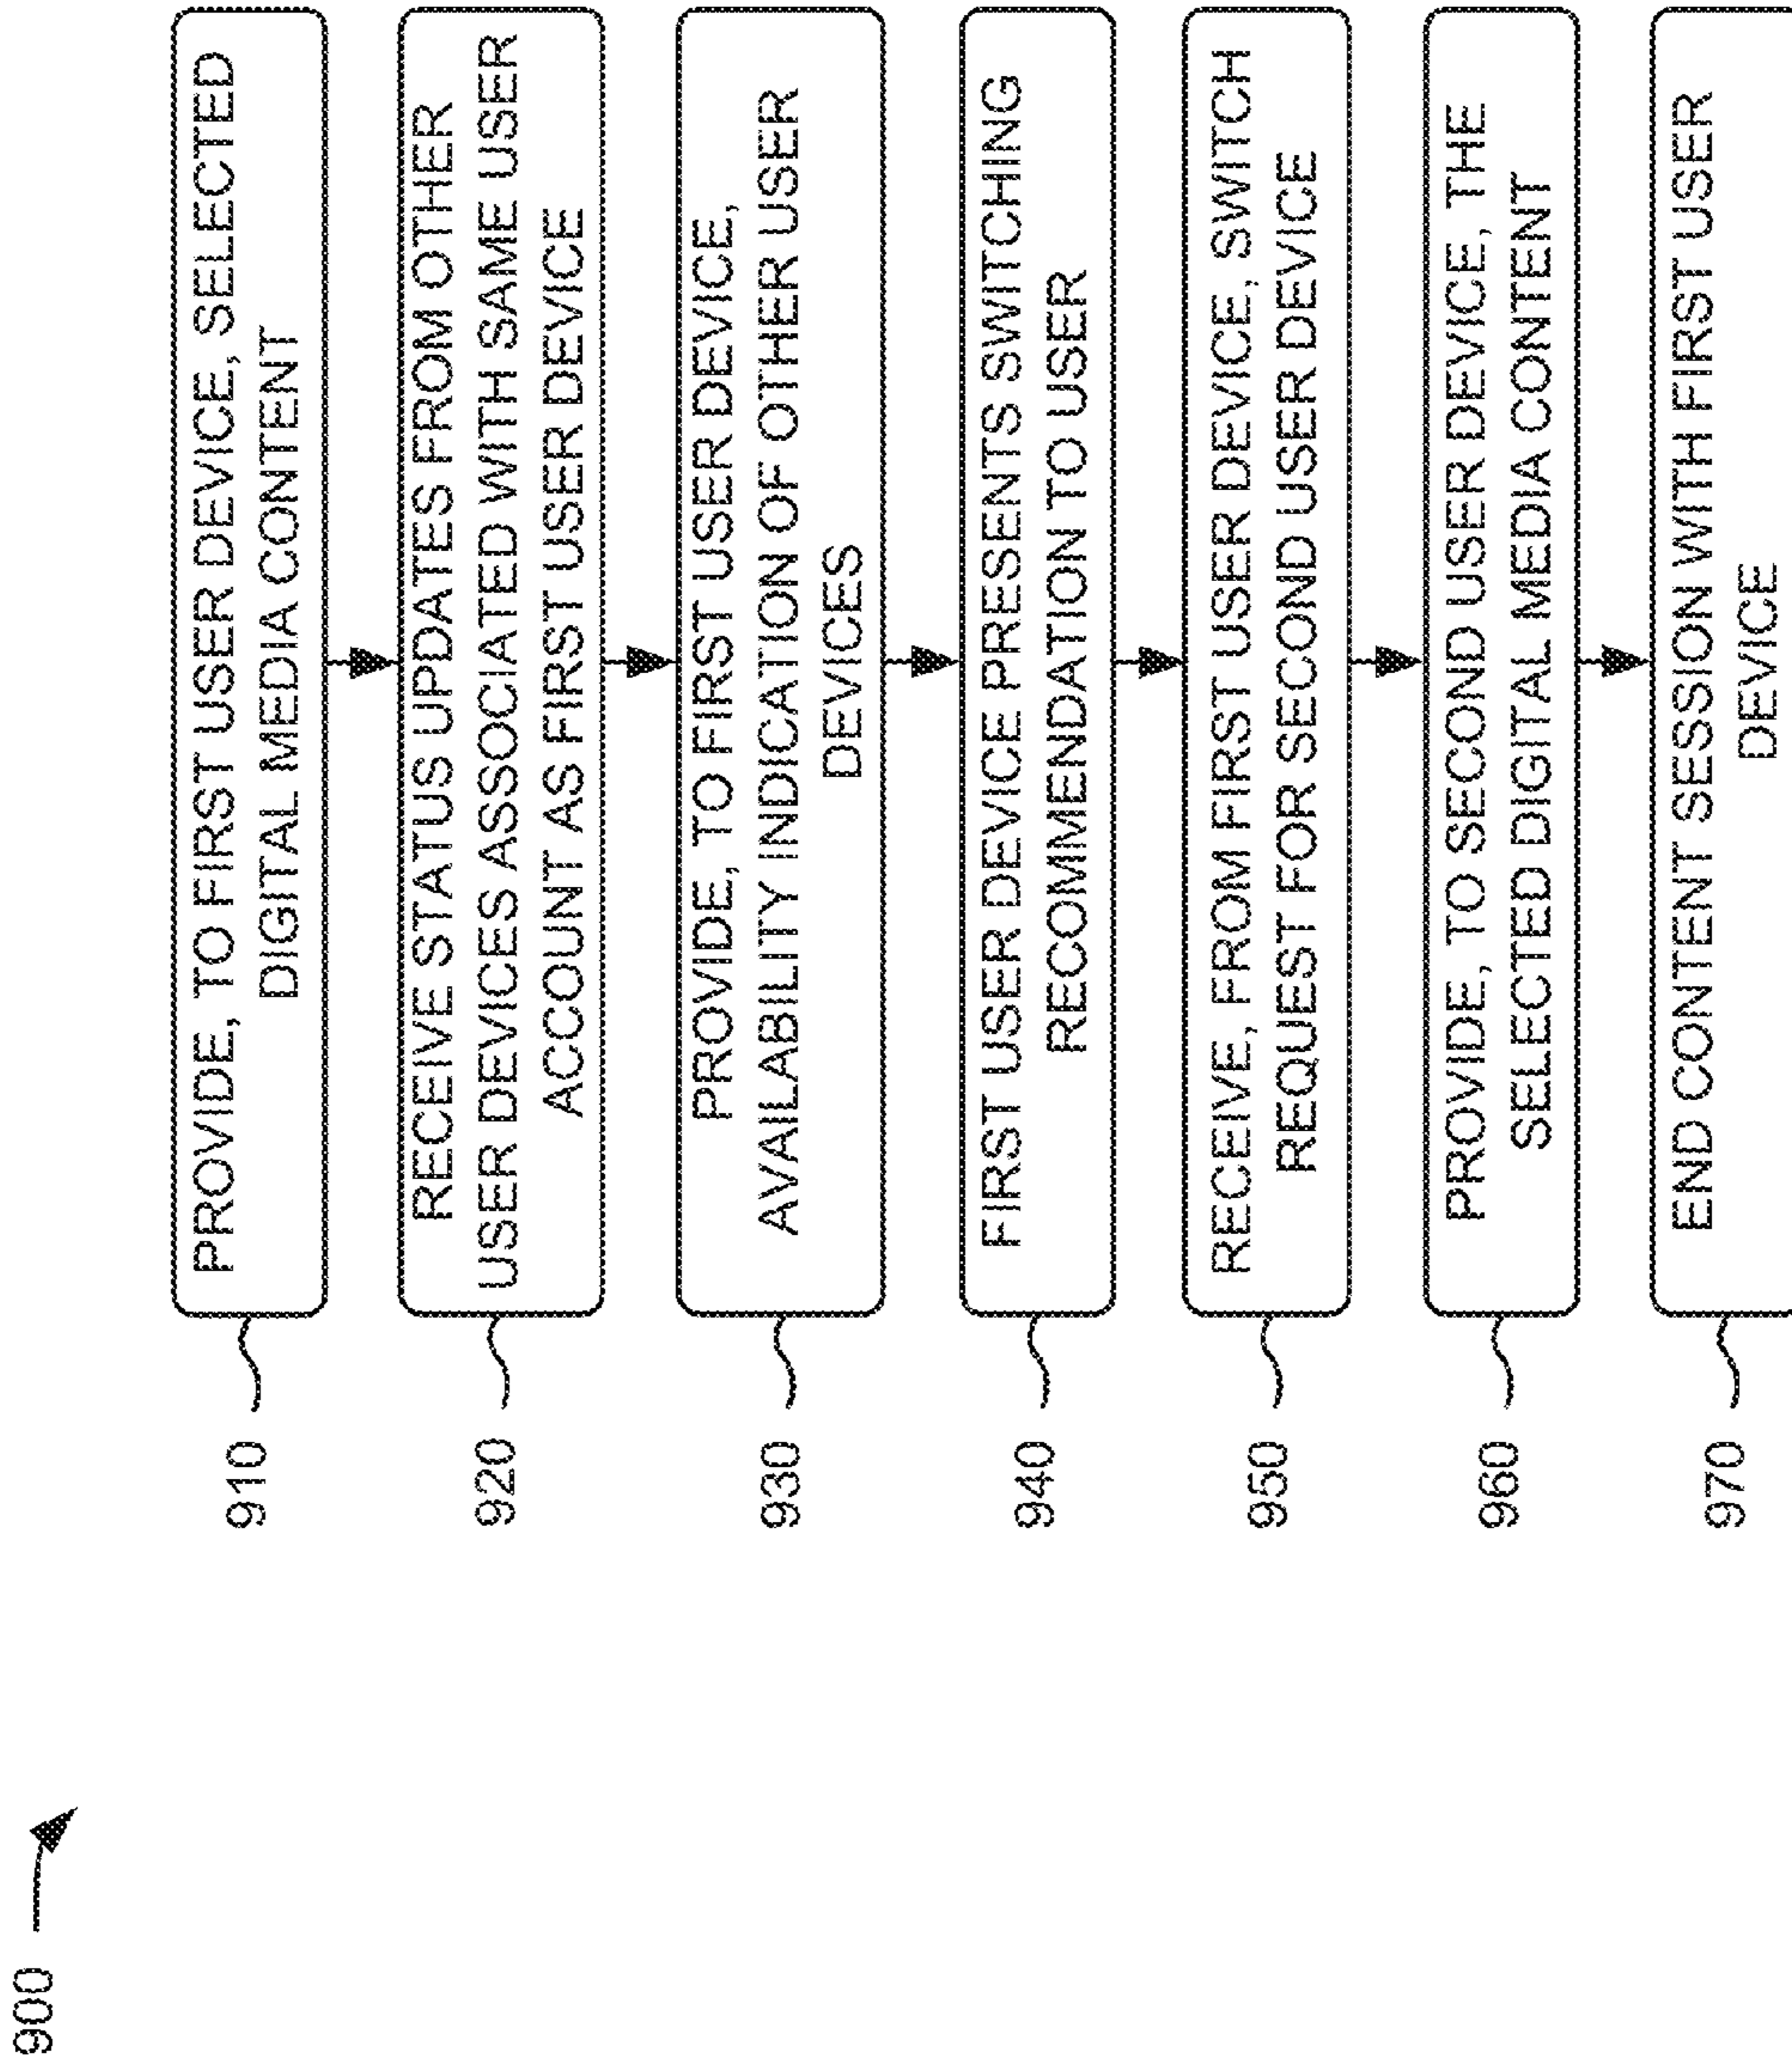 900
910
PROVIDE, TO FIRST USER DEVICE, SELECTED
DIGITAL MEDIA CONTENT
920
RECEIVE STATUS UPDATES FROM OTHER
USER DEVICES ASSOCIATED WITH SAME USER
ACCOUNT AS FIRST USER DEVICE
930
PROVIDE, TO FIRST USER DEVICE,
AVAILABILITY INDICATION OF OTHER USER
DEVICES
940
FIRST USER DEVICE PRESENTS SWITCHING
RECOMMENDATION TO USER
950
RECEIVE, FROM FIRST USER DEVICE, SWITCH
REQUEST FOR SECOND USER DEVICE
960
PROVIDE, TO SECOND USER DEVICE, THE
SELECTED DIGITAL MEDIA CONTENT
970
END CONTENT SESSION WITH FIRST USER
DEVICE